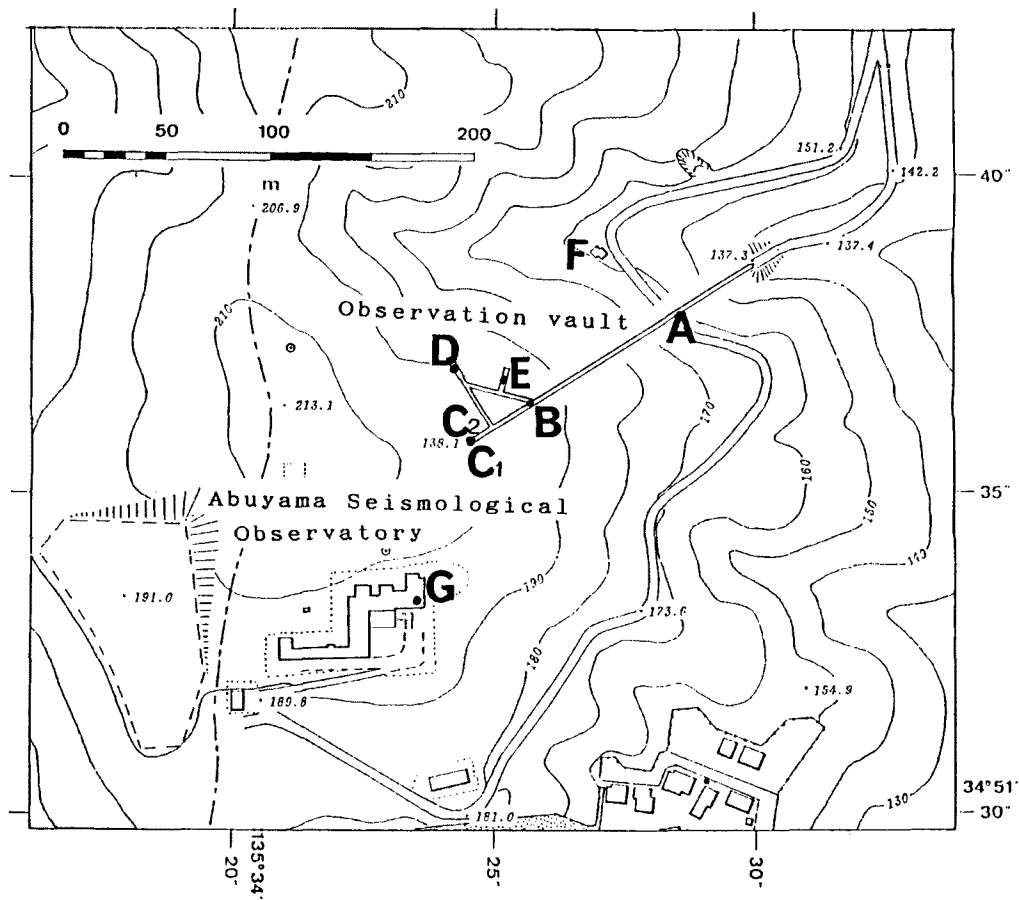 210
0 50 100 200
m
151.2
142.2
40"
206.9
F
137.3
137.4
Observation vault
A
210
D
E
170
213.1
C2
B
138.1
C1
160
35"
Abuyama Seismological
Observatory
150
140
191.0
G
190
173.6
180
154.9
189.8
34°51'
130
30"
181.0
20"
135°34'
25"
30"